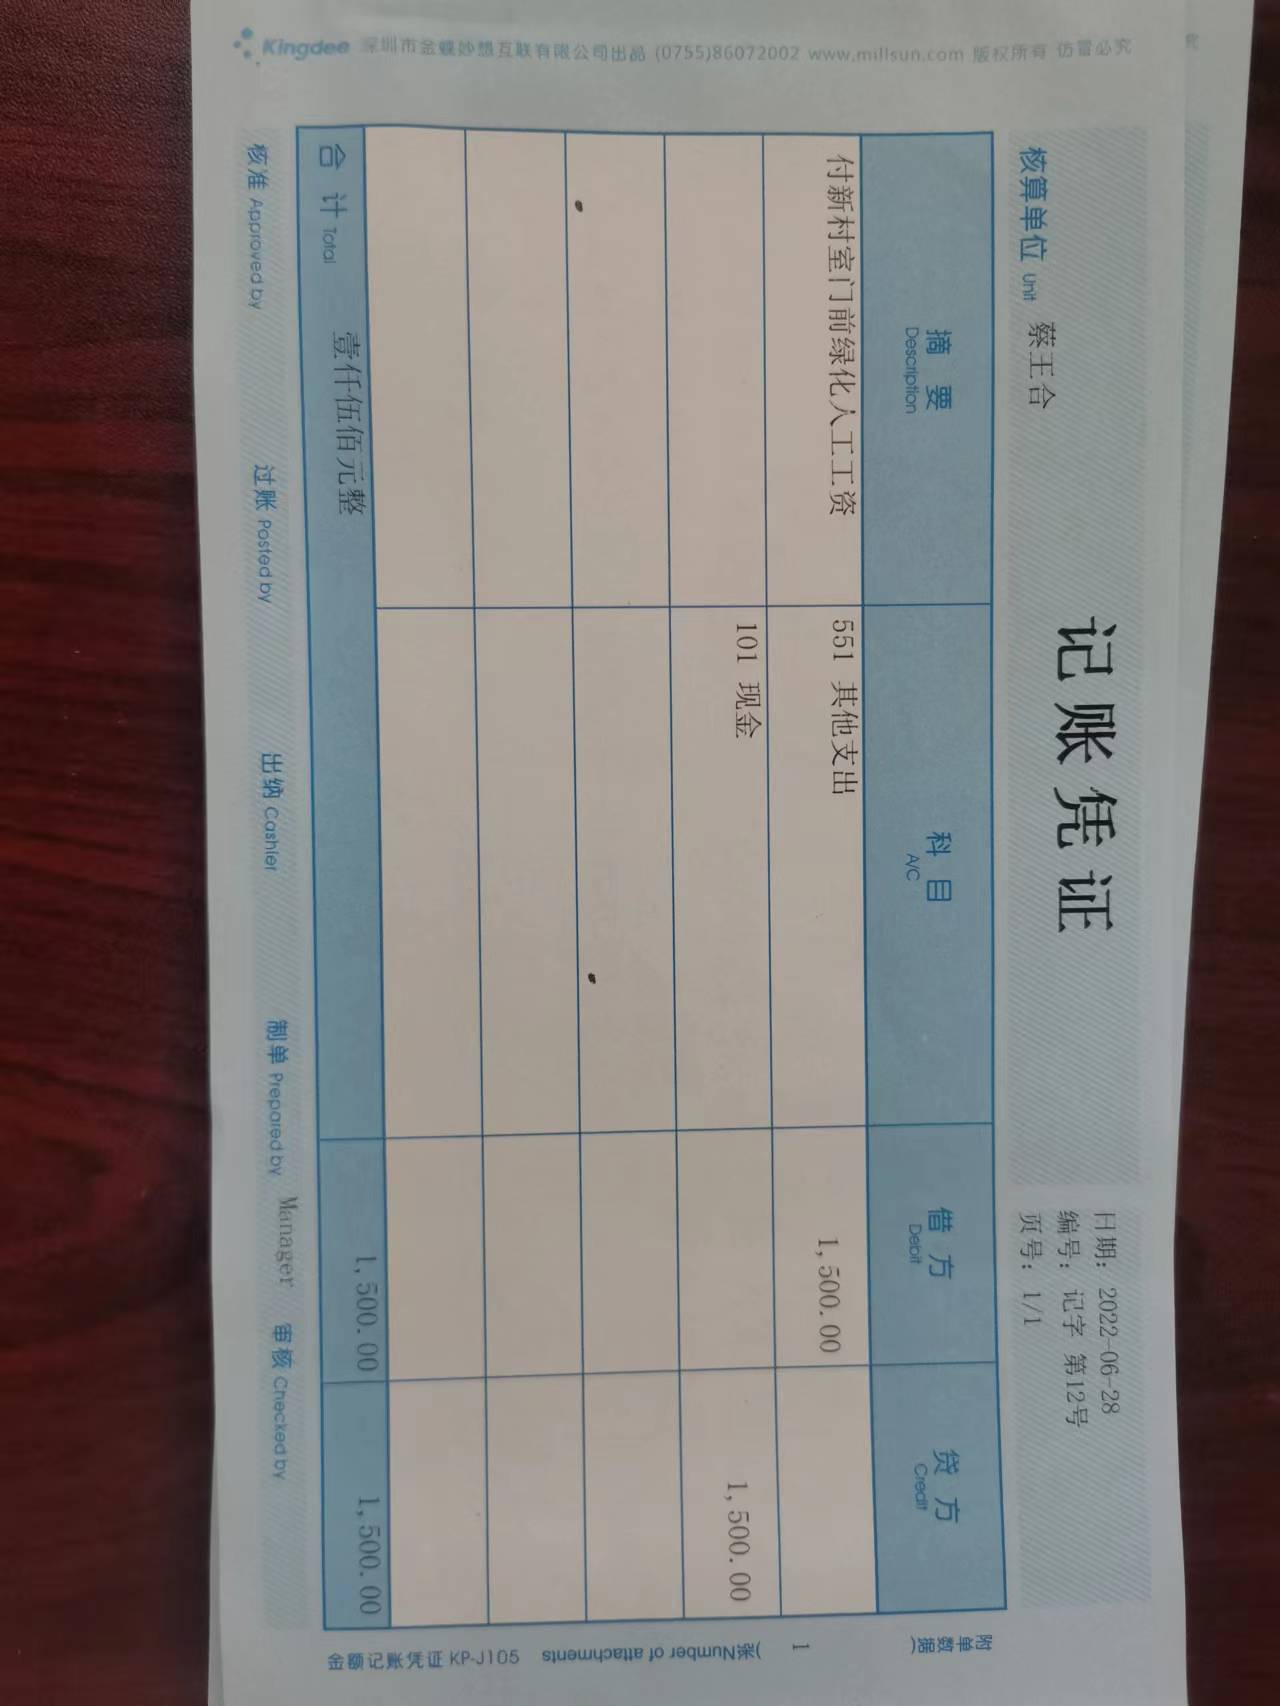 记账凭证
日期: 2022-06-28
编号: 记字 第12号
页号: 1/1
核算单位 Unit 蔡王合
摘要 Description 科目 A/C 借方 Debit 贷方 Credit
付新村室门前绿化人工工资 551 其他支出 1,500.00
101 现金 1,500.00
合计 Total 壹仟伍佰元整 1,500.00 1,500.00
核准 Approved by 过账 Posted by 出纳 Cashier 制单 Prepared by Manager 审核 Checked by
附单数据( 1 张)Number of attachments
金额记账凭证 KP-J105
Kingdee 深圳市金蝶妙想互联有限公司出品 (0755)86072002 www.millsun.com 版权所有 仿冒必究
究